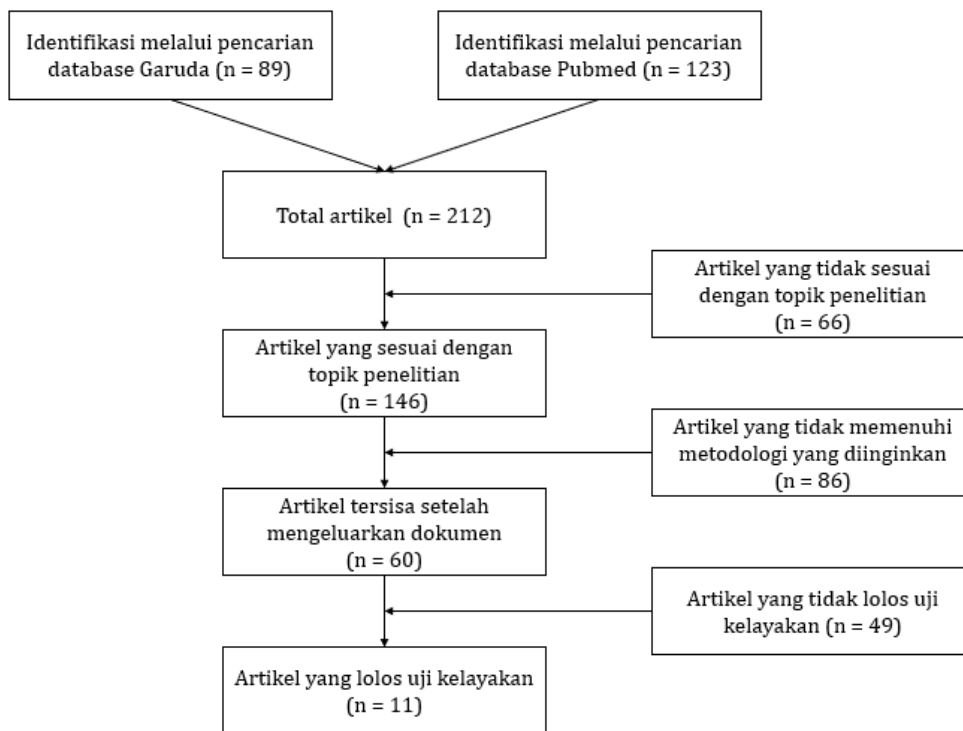 Identifikasi melalui pencarian
database Garuda (n = 89)
Identifikasi melalui pencarian
database Pubmed (n = 123)
Total artikel (n = 212)
Artikel yang tidak sesuai
dengan topik penelitian
(n = 66)
Artikel yang sesuai dengan
topik penelitian
(n = 146)
Artikel yang tidak memenuhi
metodologi yang diinginkan
(n = 86)
Artikel tersisa setelah
mengeluarkan dokumen
(n = 60)
Artikel yang tidak lolos uji
kelayakan (n = 49)
Artikel yang lolos uji kelayakan
(n = 11)